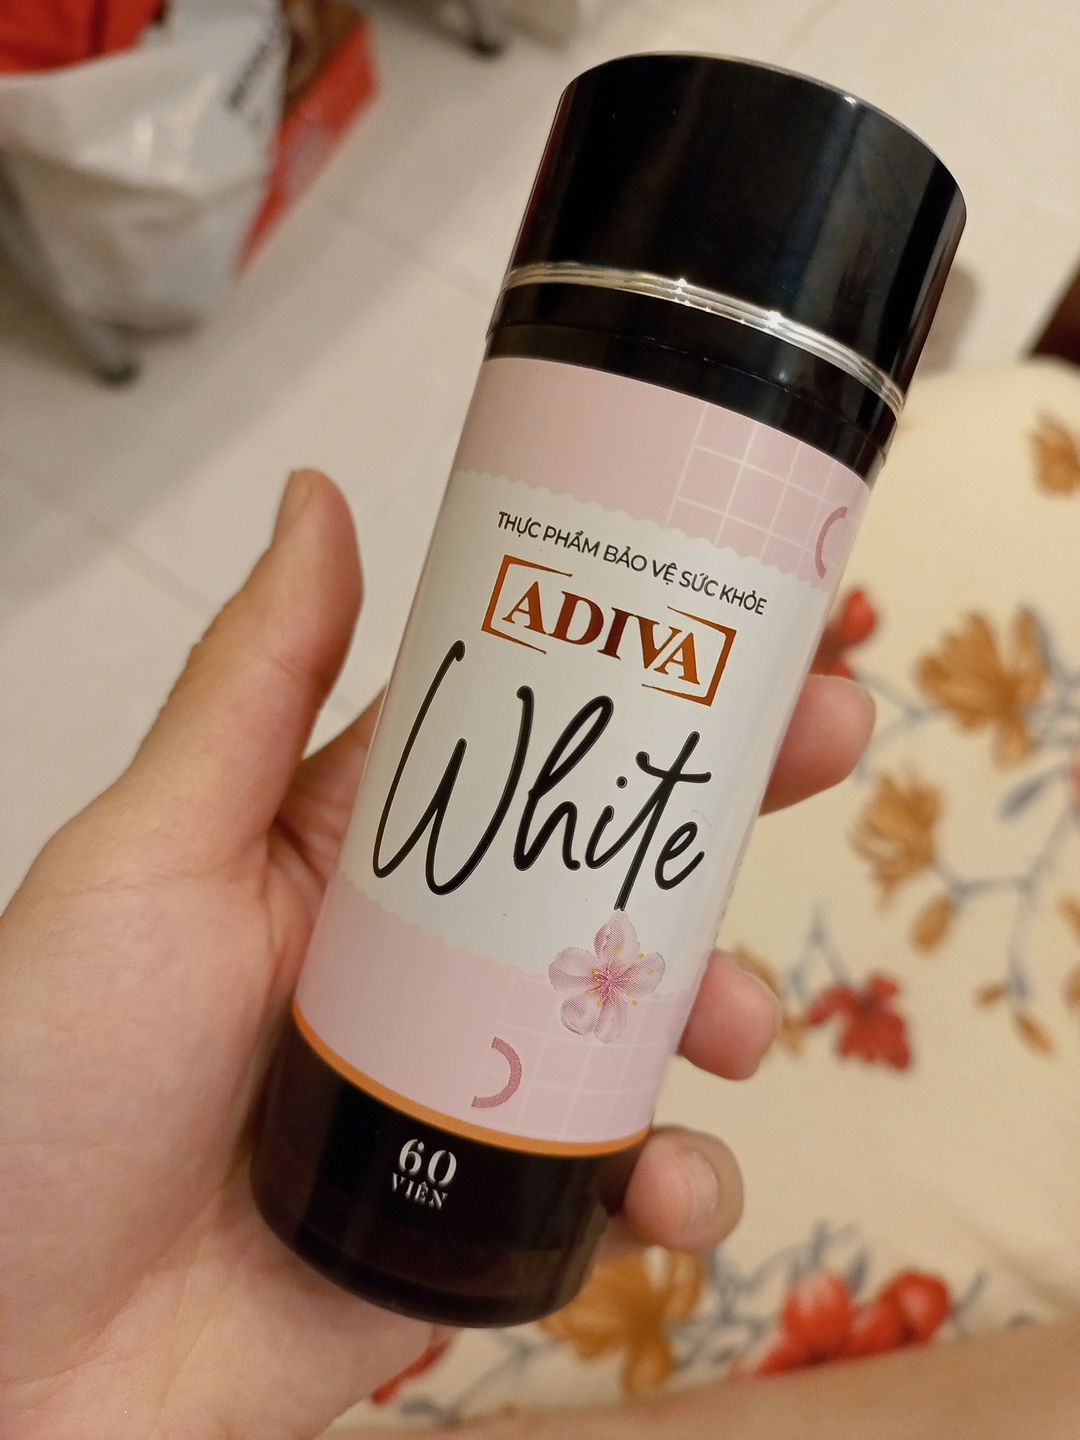 THỰC PHẨM BẢO VỆ SỨC KHỎE
ADIVA
White
60
VIÊN